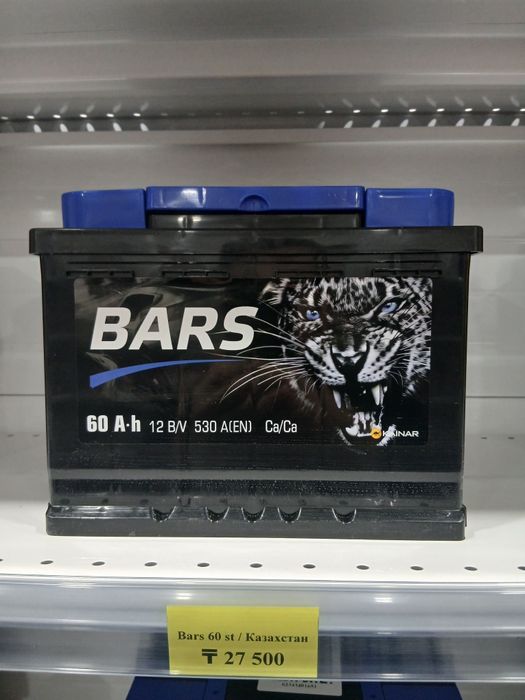 BARS
60 A·h 12 B/V 530 A(EN) Ca/Ca
KAINAR
Bars 60 st / Казахстан
₸ 27 500